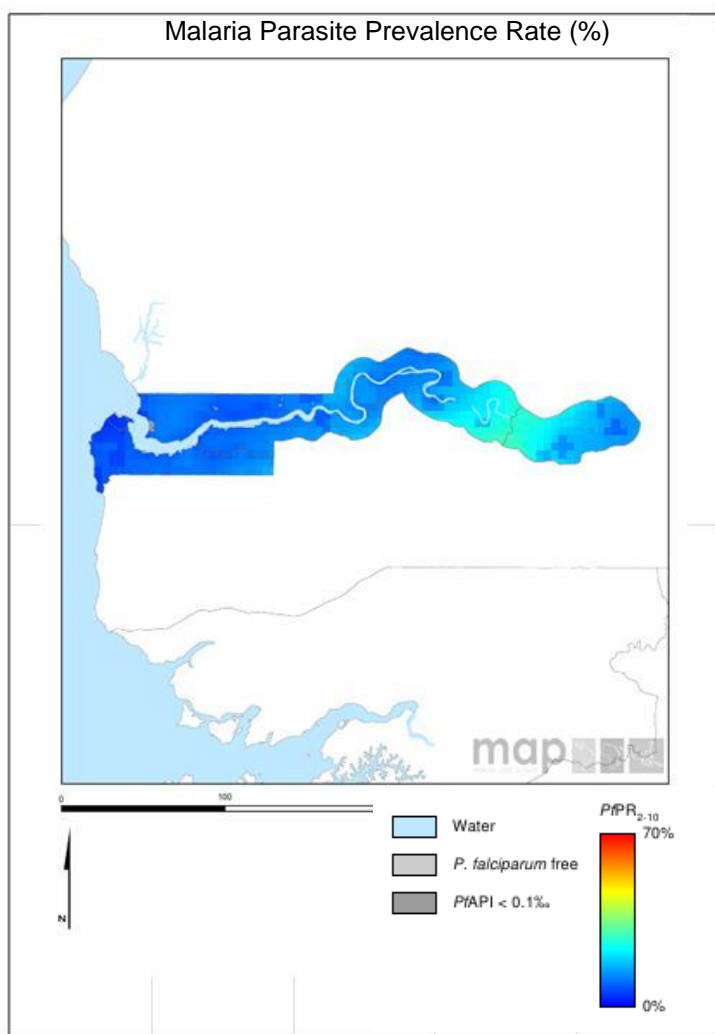 Malaria Parasite Prevalence Rate (%)
map
0 100
N
Water
P. falciparum free
PfAPI < 0.1‰
PfPR2-10
70%
0%